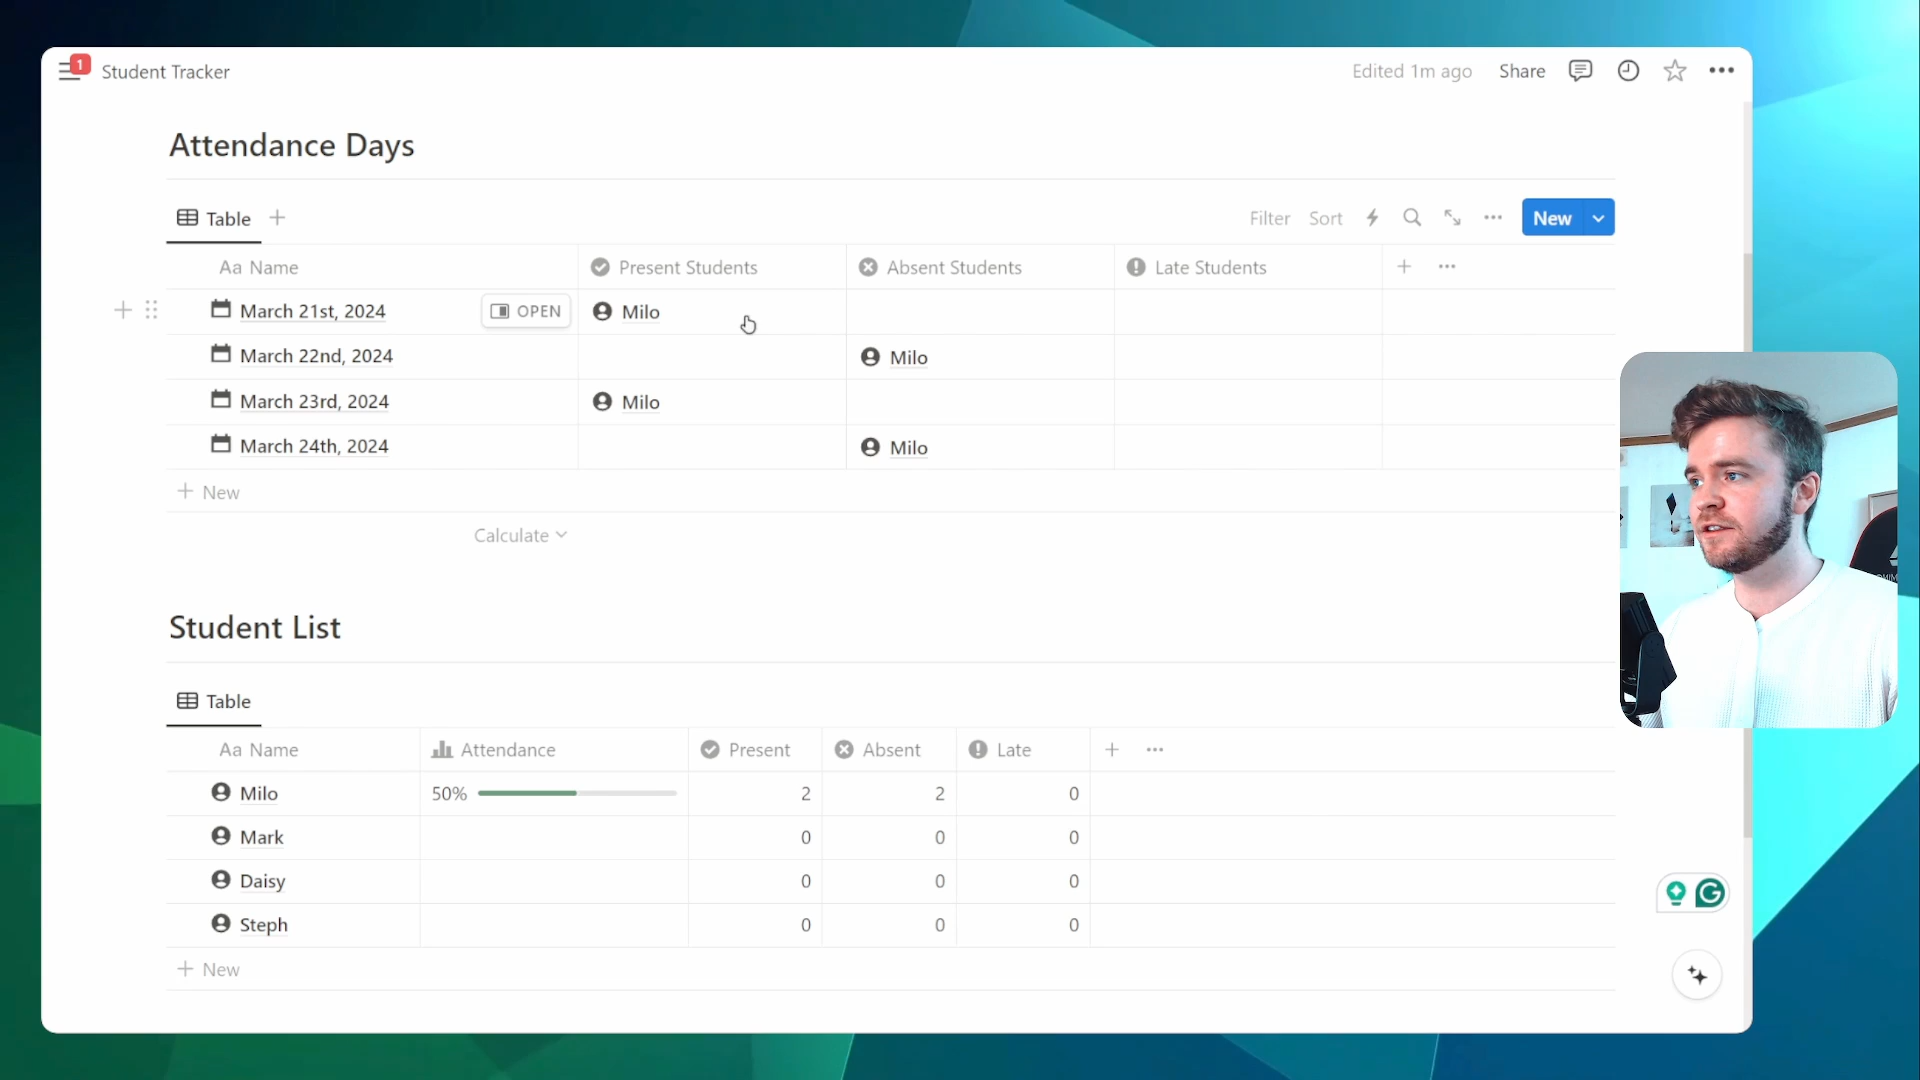 1
Student Tracker
Edited 1m ago Share
Attendance Days
Table
Filter Sort New
Aa Name Present Students Absent Students Late Students
March 21st, 2024 OPEN Milo
March 22nd, 2024 Milo
March 23rd, 2024 Milo
March 24th, 2024 Milo
New
Calculate
Student List
Table
Aa Name Attendance Present Absent Late
Milo 50% 2 2 0
Mark 0 0 0
Daisy 0 0 0
Steph 0 0 0
New